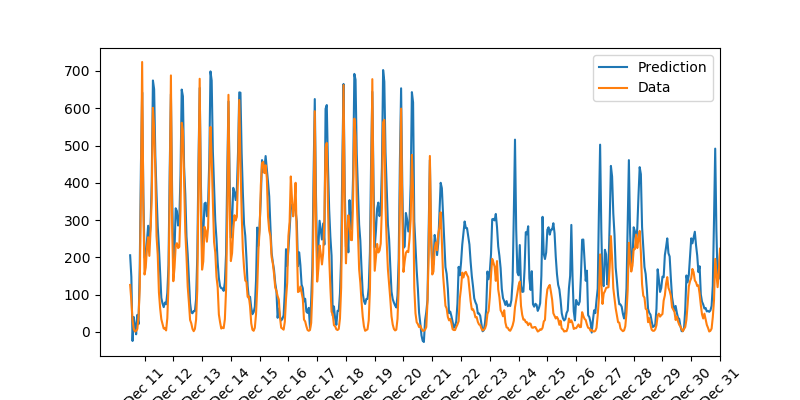 Prediction
Data
700
600
500
400
300
200
100
0
Dec 11
Dec 12
Dec 13
Dec 14
Dec 15
Dec 16
Dec 17
Dec 18
Dec 19
Dec 20
Dec 21
Dec 22
Dec 23
Dec 24
Dec 25
Dec 26
Dec 27
Dec 28
Dec 29
Dec 30
Dec 31